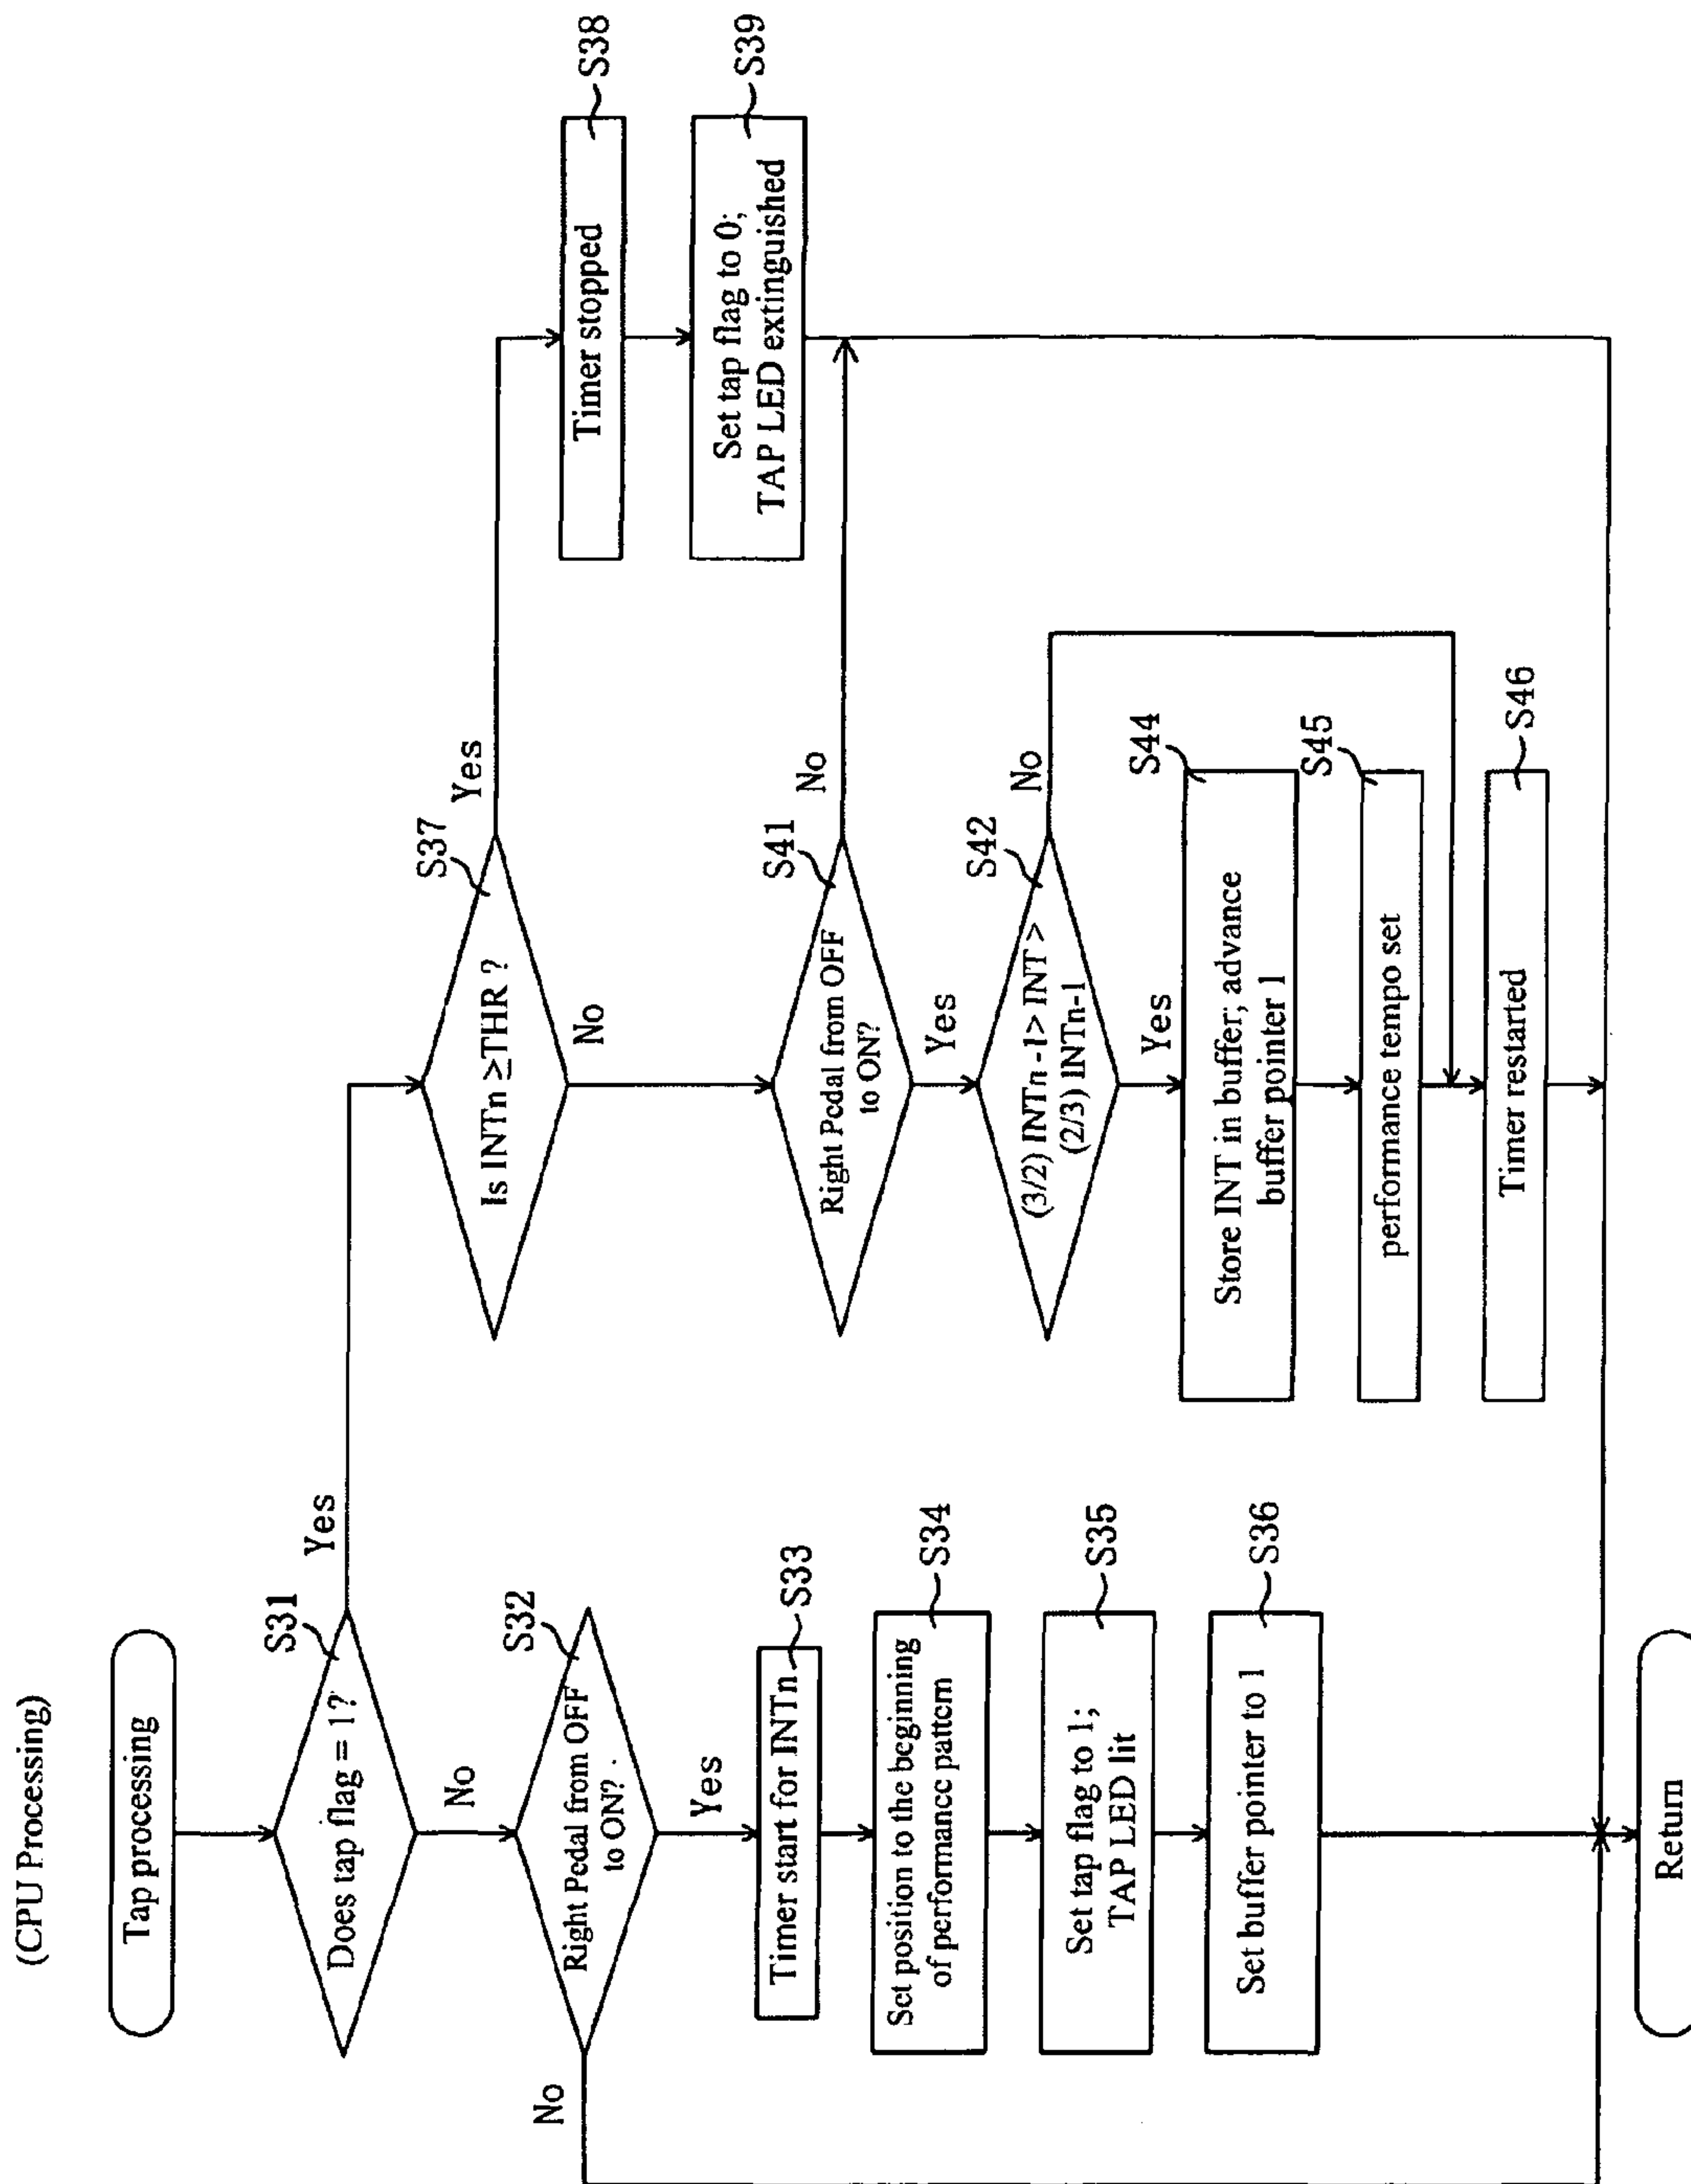 (CPU Processing)
Tap processing
S31
Does tap flag = 1?
Yes
No
S32
Right Pedal from OFF
to ON?
Yes
No
Timer start for INTn
S33
Set position to the beginning
of performance pattern
S34
Set tap flag to 1;
TAP LED lit
S35
Set buffer pointer to 1
S36
S37
Is INTn ≥THR ?
Yes
No
Timer stopped
S38
Set tap flag to 0;
TAP LED extinguished
S39
S41
Right Pedal from OFF
to ON?
No
Yes
S42
(3/2) INTn-1> INT >
(2/3) INTn-1
No
Yes
S44
Store INT in buffer; advance
buffer pointer 1
S45
performance tempo set
Timer restarted
S46
Return